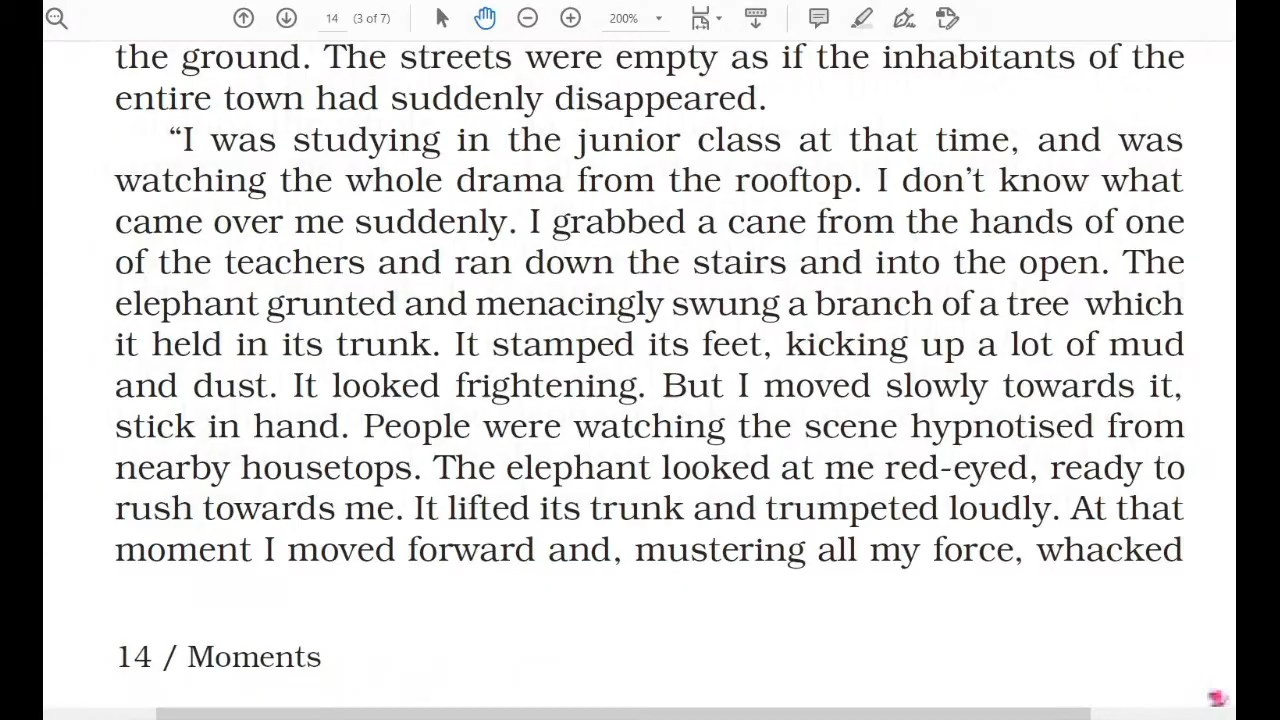 14 (3 of 7) 200%
the ground. The streets were empty as if the inhabitants of the
entire town had suddenly disappeared.
“I was studying in the junior class at that time, and was
watching the whole drama from the rooftop. I don’t know what
came over me suddenly. I grabbed a cane from the hands of one
of the teachers and ran down the stairs and into the open. The
elephant grunted and menacingly swung a branch of a tree which
it held in its trunk. It stamped its feet, kicking up a lot of mud
and dust. It looked frightening. But I moved slowly towards it,
stick in hand. People were watching the scene hypnotised from
nearby housetops. The elephant looked at me red-eyed, ready to
rush towards me. It lifted its trunk and trumpeted loudly. At that
moment I moved forward and, mustering all my force, whacked
14 / Moments